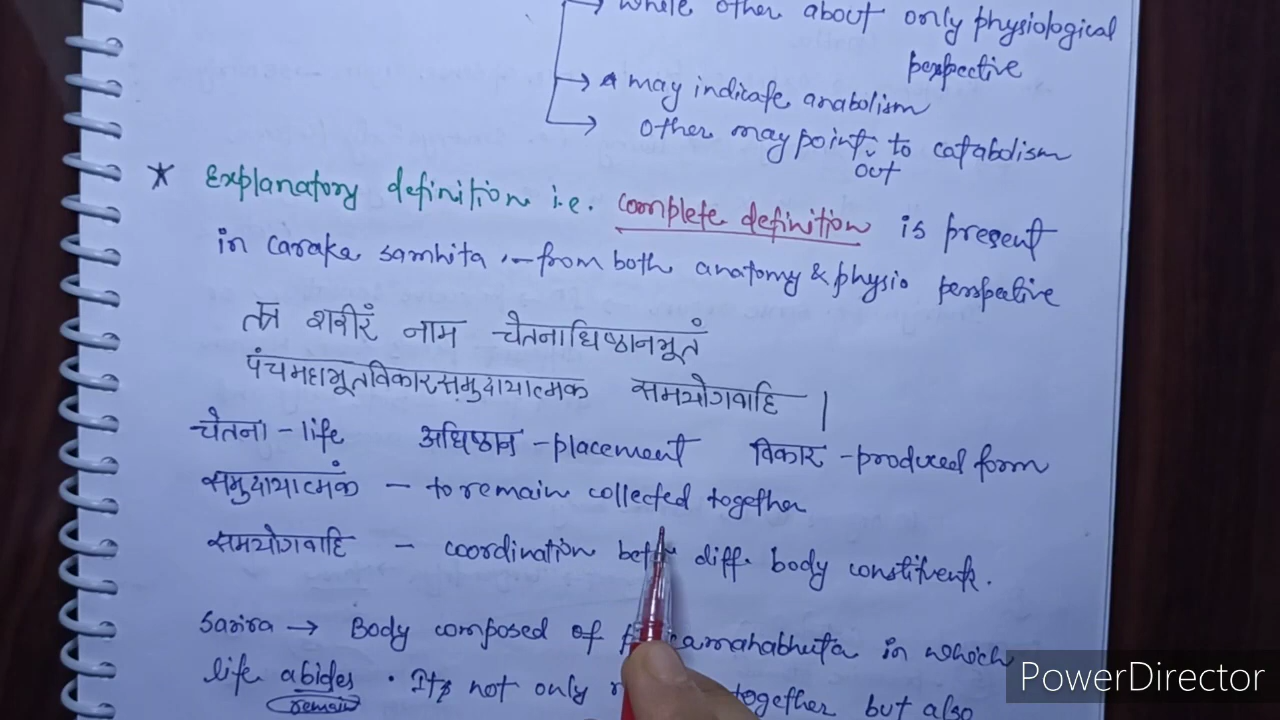 → while other about only physiological
perspective
→ may indicate anabolism
→ other may point to catabolism
out
* Explanatory definition i.e. complete definition is present
in caraka samhita :- from both anatomy & physio perspective
तत्र शरीरं नाम चेतनाधिष्ठानभूतं
पंचमहाभूतविकारसमुदायात्मक समयोगवाहि |
चेतना - life अधिष्ठान - placement विकार - produced form
समुदायात्मकं - to remain collected together
समयोगवाहि - coordination betn diff. body constituents.
Sarira → Body composed of in which
life abides. It not only together but also
remain
PowerDirector